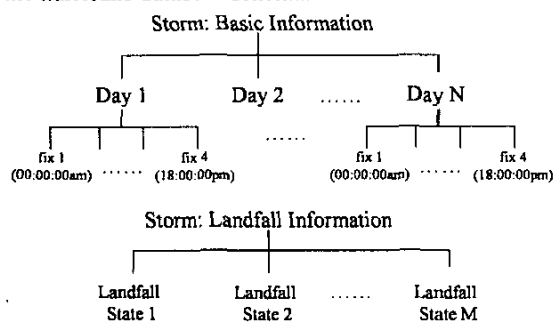 Storm: Basic Information
Day 1 Day 2 ...... Day N
fix 1 fix 4 ...... fix 1 fix 4
(00:00:00am) ...... (18:00:00pm) (00:00:00am) ...... (18:00:00pm)
Storm: Landfall Information
Landfall Landfall ...... Landfall
State 1 State 2 State M